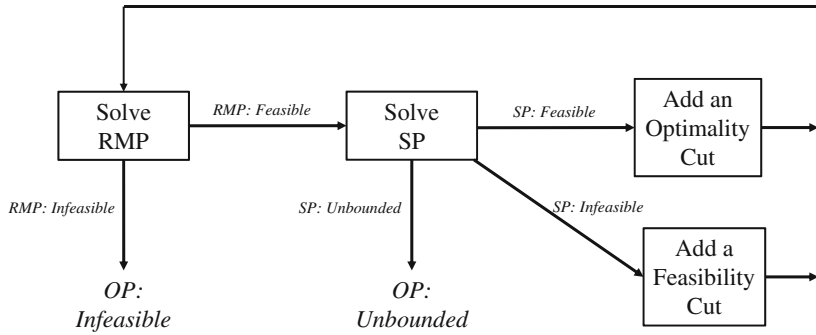 Solve
RMP
RMP: Feasible
Solve
SP
SP: Feasible
Add an
Optimality
Cut
RMP: Infeasible
SP: Unbounded
SP: Infeasible
OP:
Infeasible
OP:
Unbounded
Add a
Feasibility
Cut